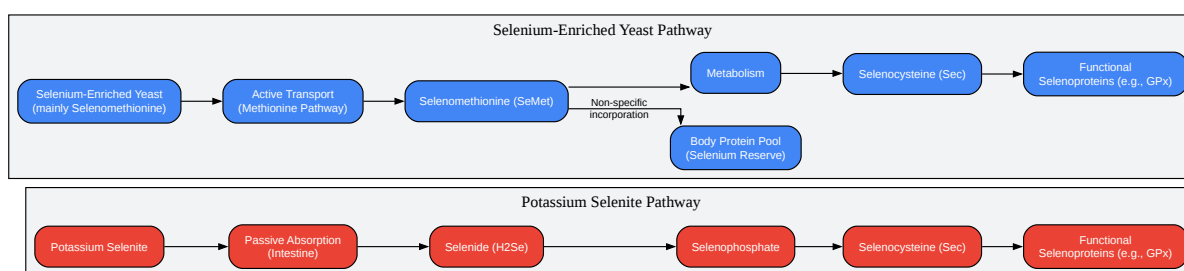 Selenium-Enriched Yeast Pathway
Selenium-Enriched Yeast
(mainly Selenomethionine)
Active Transport
(Methionine Pathway)
Selenomethionine (SeMet)
Non-specific
incorporation
Metabolism
Selenocysteine (Sec)
Functional
Selenoproteins (e.g., GPx)
Body Protein Pool
(Selenium Reserve)
Potassium Selenite Pathway
Potassium Selenite
Passive Absorption
(Intestine)
Selenide (H2Se)
Selenophosphate
Selenocysteine (Sec)
Functional
Selenoproteins (e.g., GPx)